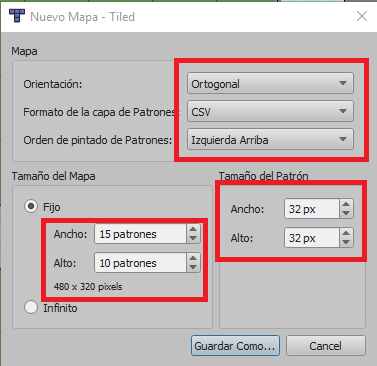 Nuevo Mapa - Tiled
Mapa
Orientación: Ortogonal
Formato de la capa de Patrones: CSV
Orden de pintado de Patrones: Izquierda Arriba
Tamaño del Mapa
Fijo
Ancho: 15 patrones
Alto: 10 patrones
480 x 320 pixels
Infinito
Tamaño del Patrón
Ancho: 32 px
Alto: 32 px
Guardar Como... Cancel